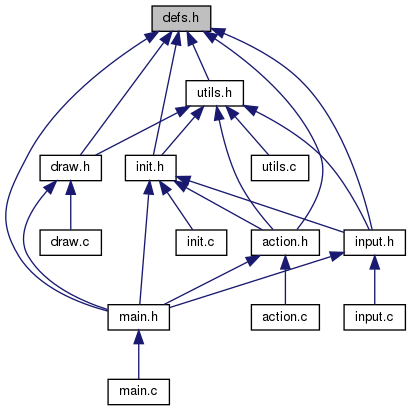 defs.h
utils.h
draw.h
init.h
utils.c
draw.c
init.c
action.h
input.h
main.h
action.c
input.c
main.c